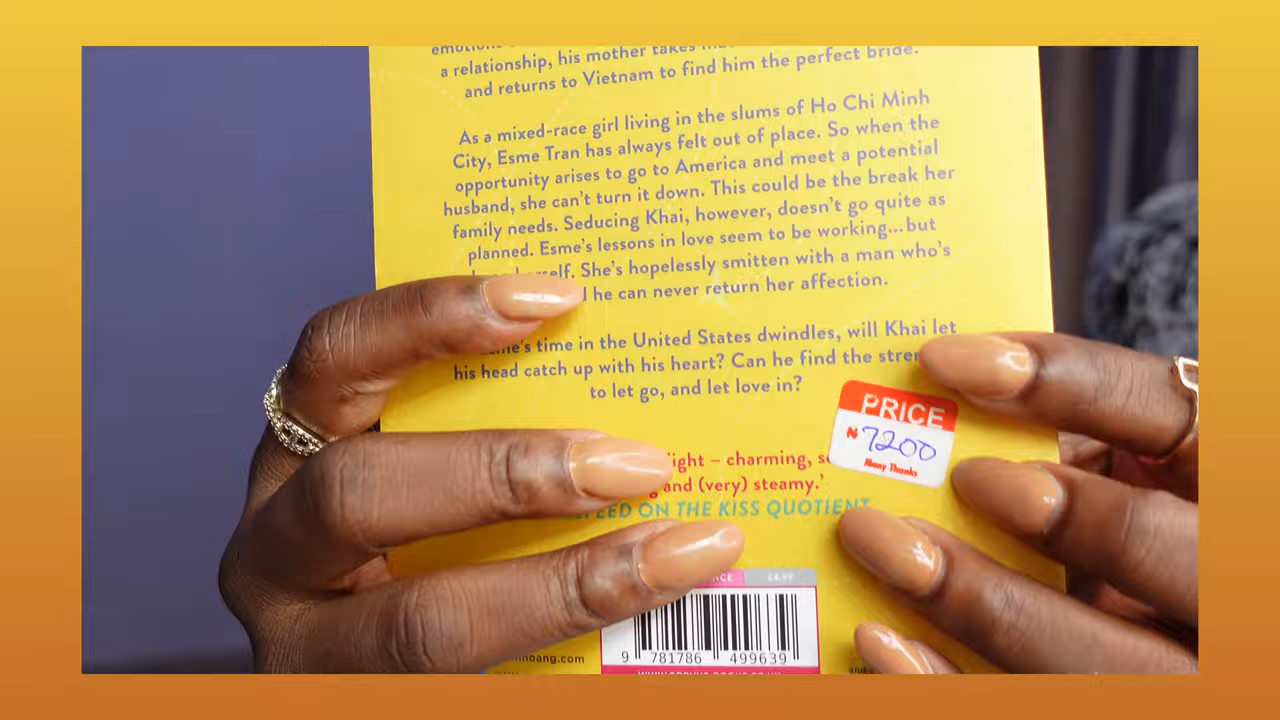 a relationship, his mother takes
and returns to Vietnam to find him the perfect bride.
As a mixed-race girl living in the slums of Ho Chi Minh
City, Esme Tran has always felt out of place. So when the
opportunity arises to go to America and meet a potential
husband, she can't turn it down. This could be the break her
family needs. Seducing Khai, however, doesn't go quite as
planned. Esme's lessons in love seem to be working...but
She's hopelessly smitten with a man who's
he can never return her affection.
time in the United States dwindles, will Khai let
his head catch up with his heart? Can he find the
to let go, and let love in?
PRICE
₦7200
Many Thanks
– charming,
and (very) steamy.'
ON THE KISS QUOTIENT
£8.99
9 781786 499639